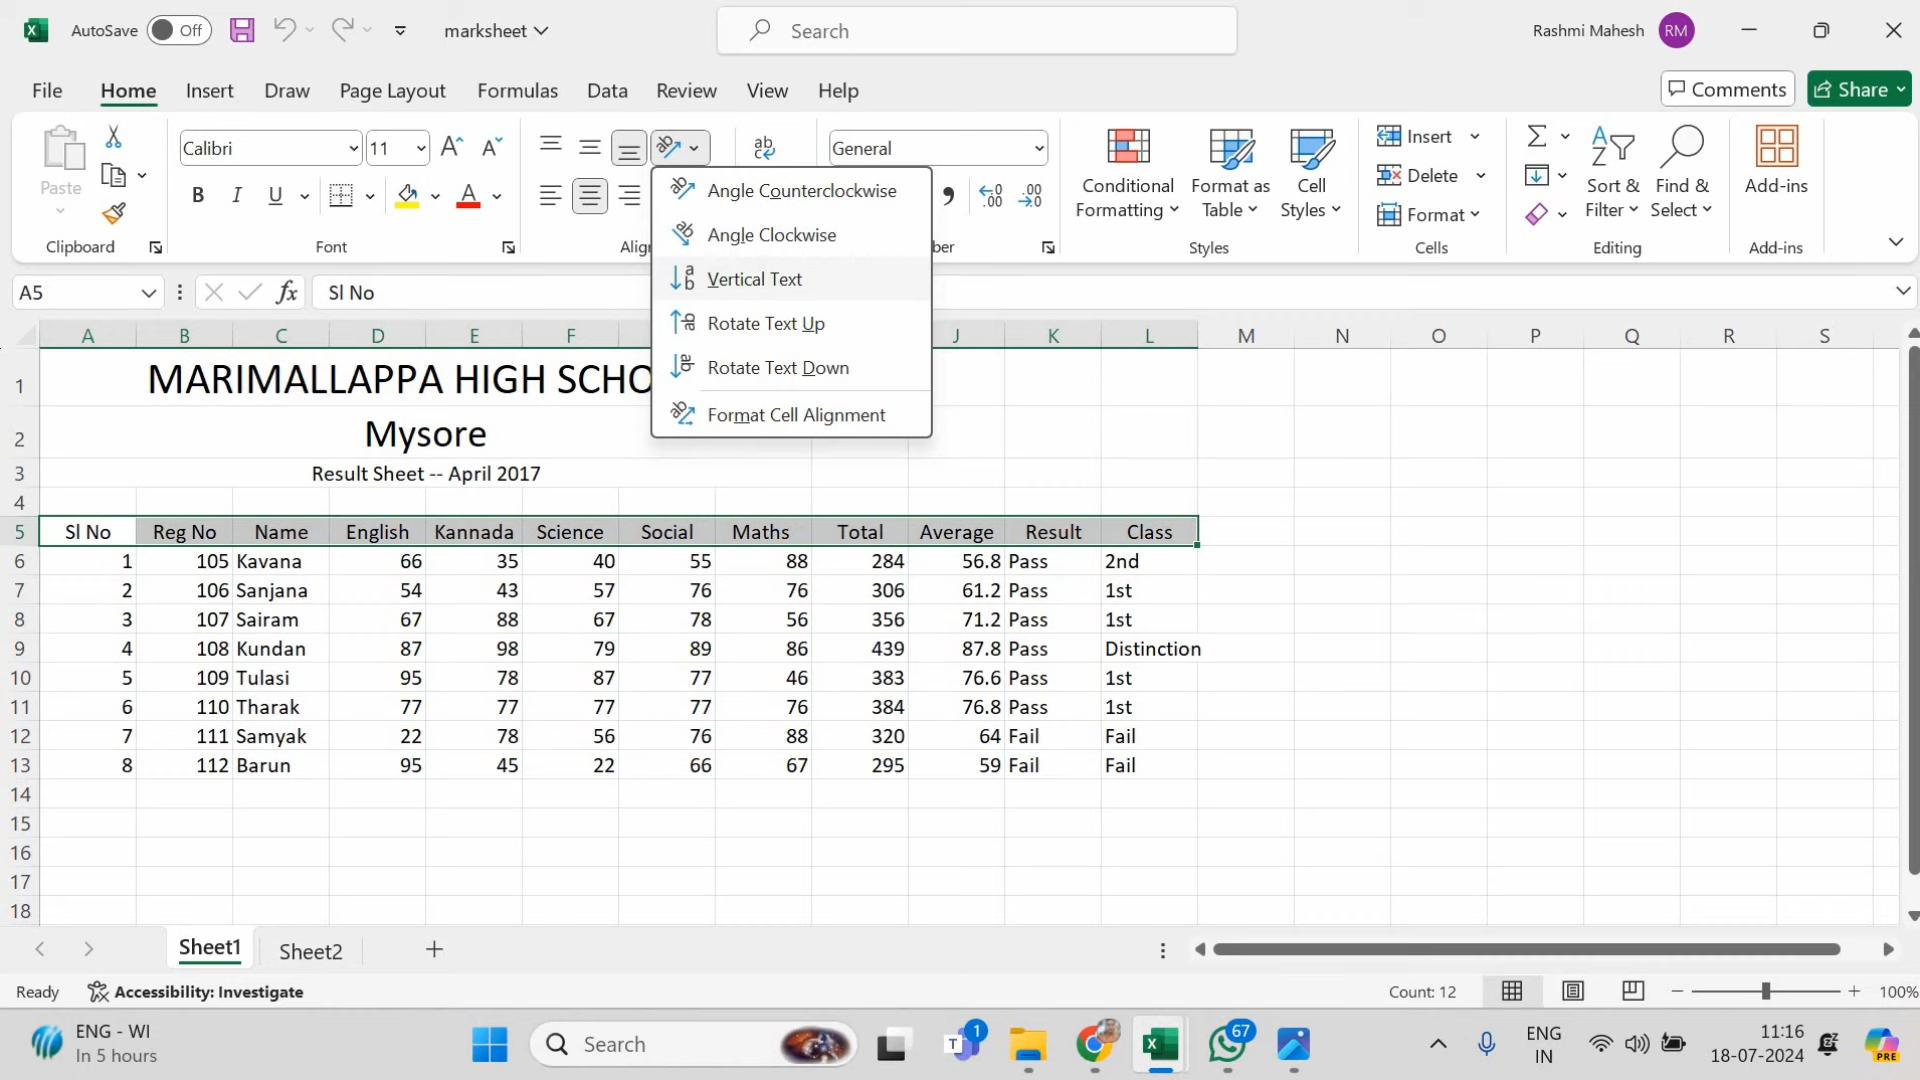 AutoSave Off marksheet Search Rashmi Mahesh RM
File Home Insert Draw Page Layout Formulas Data Review View Help Comments Share
Paste Calibri 11 General Conditional Formatting Format as Table Cell Styles Insert Delete Format Sort & Filter Find & Select Add-ins
B I U A
Clipboard Font Styles Cells Editing Add-ins
Angle Counterclockwise
Angle Clockwise
Vertical Text
Rotate Text Up
Rotate Text Down
Format Cell Alignment
A5 fx Sl No
A B C D E F J K L M N O P Q R S
1 MARIMALLAPPA HIGH SCHO
2 Mysore
3 Result Sheet -- April 2017
4
5 Sl No Reg No Name English Kannada Science Social Maths Total Average Result Class
6 1 105 Kavana 66 35 40 55 88 284 56.8 Pass 2nd
7 2 106 Sanjana 54 43 57 76 76 306 61.2 Pass 1st
8 3 107 Sairam 67 88 67 78 56 356 71.2 Pass 1st
9 4 108 Kundan 87 98 79 89 86 439 87.8 Pass Distinction
10 5 109 Tulasi 95 78 87 77 46 383 76.6 Pass 1st
11 6 110 Tharak 77 77 77 77 76 384 76.8 Pass 1st
12 7 111 Samyak 22 78 56 76 88 320 64 Fail Fail
13 8 112 Barun 95 45 22 66 67 295 59 Fail Fail
14
15
16
17
18
Sheet1 Sheet2
Ready Accessibility: Investigate Count: 12 100%
ENG - WI
In 5 hours
Search 1 67 ENG
IN
11:16
18-07-2024
PRE